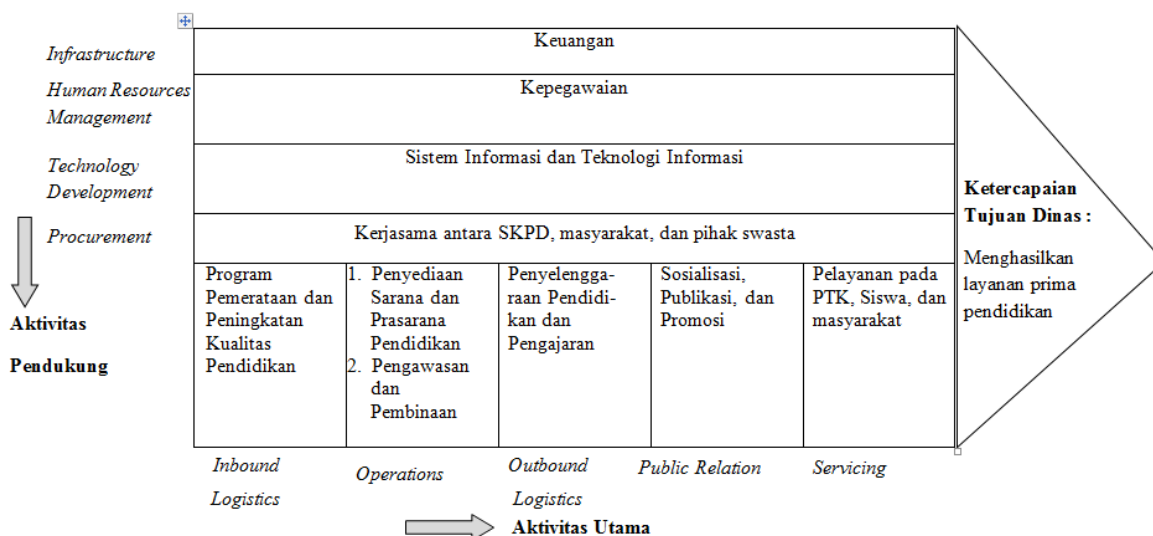 Infrastructure
Keuangan
Human Resources
Management
Kepegawaian
Technology
Development
Sistem Informasi dan Teknologi Informasi
Procurement
Kerjasama antara SKPD, masyarakat, dan pihak swasta
Aktivitas
Pendukung
Program
Pemerataan dan
Peningkatan
Kualitas
Pendidikan
1. Penyediaan
Sarana dan
Prasarana
Pendidikan
2. Pengawasan
dan
Pembinaan
Penyelengga-
raan Pendidi-
kan dan
Pengajaran
Sosialisasi,
Publikasi, dan
Promosi
Pelayanan pada
PTK, Siswa, dan
masyarakat
Ketercapaian
Tujuan Dinas :
Menghasilkan
layanan prima
pendidikan
Inbound
Logistics
Operations
Outbound
Logistics
Public Relation
Servicing
Aktivitas Utama